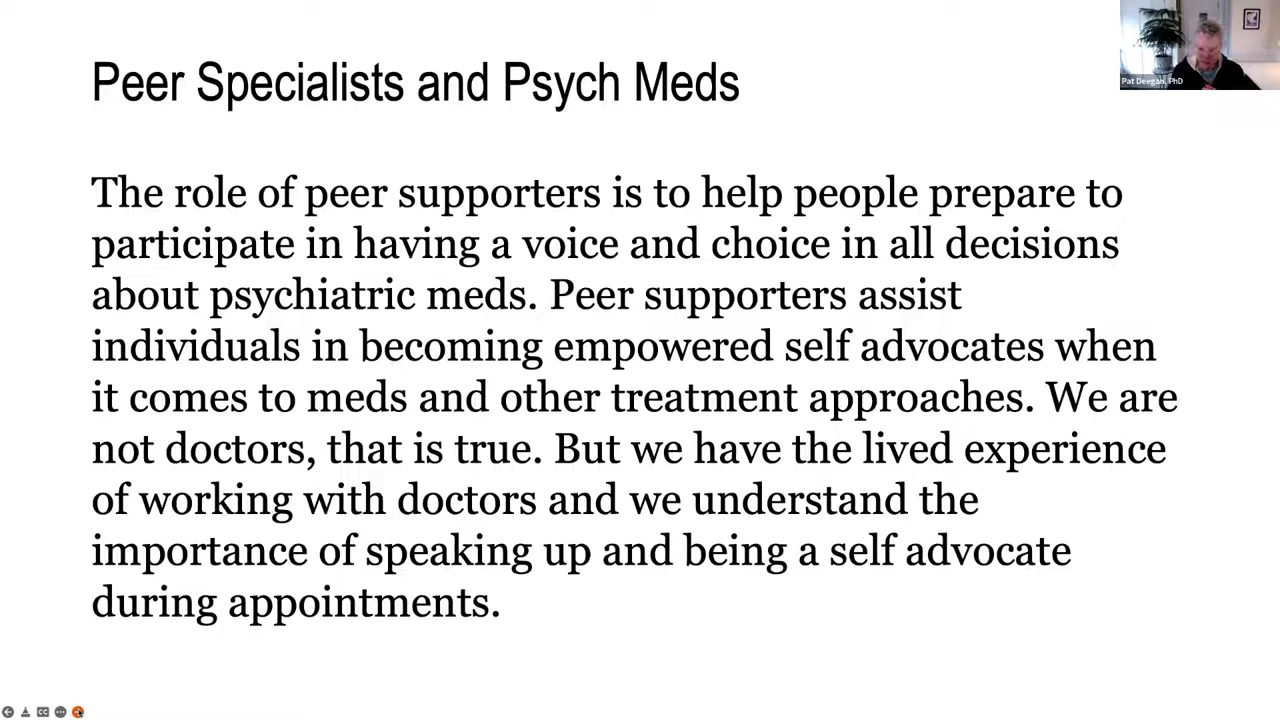 Peer Specialists and Psych Meds
Pat Deegan, PhD
The role of peer supporters is to help people prepare to
participate in having a voice and choice in all decisions
about psychiatric meds. Peer supporters assist
individuals in becoming empowered self advocates when
it comes to meds and other treatment approaches. We are
not doctors, that is true. But we have the lived experience
of working with doctors and we understand the
importance of speaking up and being a self advocate
during appointments.
CC